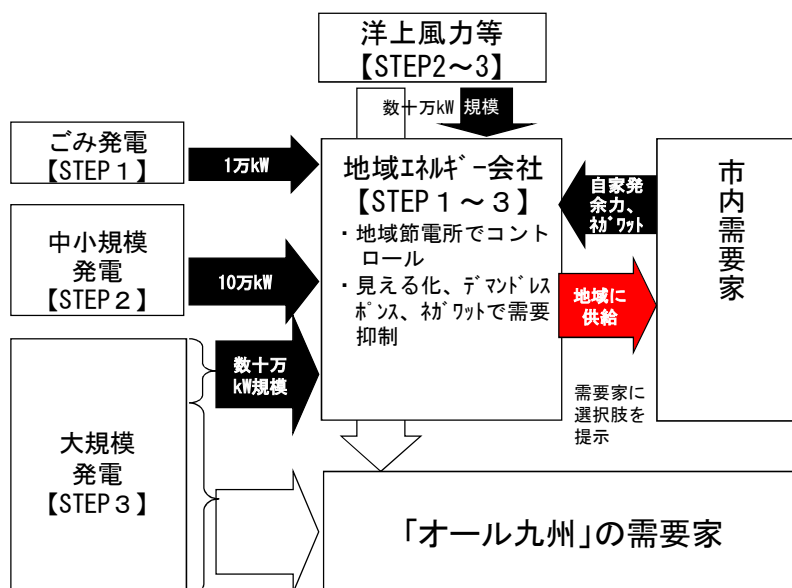 洋上風力等
【STEP2～3】
数十万kW 規模
ごみ発電
【STEP１】
1万kW
中小規模
発電
【STEP２】
10万kW
大規模
発電
【STEP３】
数十万
kW規模
地域ｴﾈﾙｷﾞｰ会社
【STEP１～３】
・地域節電所でコント
ロール
・見える化、ﾃﾞﾏﾝﾄﾞﾚｽ
ﾎﾟﾝｽ、ﾈｶﾞﾜｯﾄで需要
抑制
自家発
余力、
ﾈｶﾞﾜｯﾄ
地域に
供給
需要家に
選択肢を
提示
市内需要家
「オール九州」の需要家